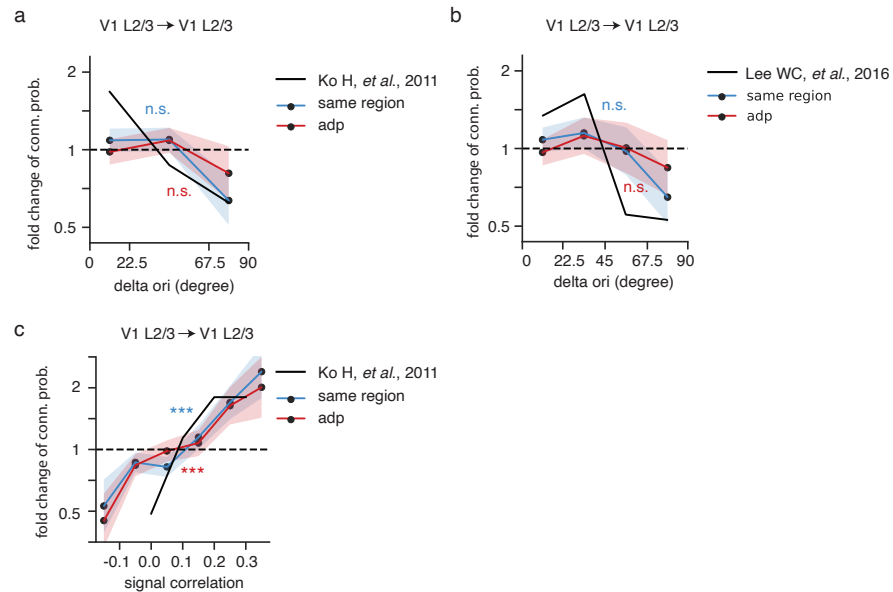 a
V1 L2/3 → V1 L2/3
fold change of conn. prob.
2
1
0.5
n.s.
n.s.
0 22.5 67.5 90
delta ori (degree)
Ko H, et al., 2011
same region
adp
b
V1 L2/3 → V1 L2/3
fold change of conn. prob.
2
1
0.5
n.s.
n.s.
0 22.5 45 67.5 90
delta ori (degree)
Lee WC, et al., 2016
same region
adp
c
V1 L2/3 → V1 L2/3
fold change of conn. prob.
2
1
0.5
***
***
-0.1 0.0 0.1 0.2 0.3
signal correlation
Ko H, et al., 2011
same region
adp